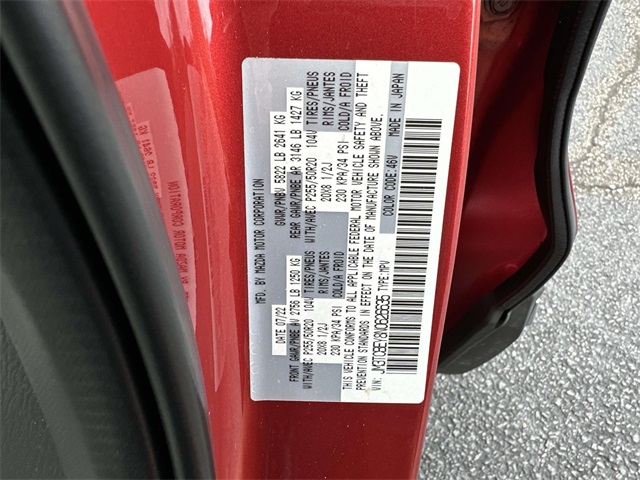 MFD. BY MAZDA MOTOR CORPORATION
DATE 07/22 GVWR/PNBV 5822 LB 2641 KG
FRONT GAWR/PNBE AV 2756 LB 1250 KG REAR GAWR/PNBE AR 3146 LB 1427 KG
WITH/AVEC P255/50R20 104V TIRES/PNEUS WITH/AVEC P255/50R20 104V TIRES/PNEUS
20X8 1/2J RIMS/JANTES 20X8 1/2J RIMS/JANTES
230 KPA/34 PSI COLD/A FROID 230 KPA/34 PSI COLD/A FROID
THIS VEHICLE CONFORMS TO ALL APPLICABLE FEDERAL MOTOR VEHICLE SAFETY AND THEFT
PREVENTION STANDARDS IN EFFECT ON THE DATE OF MANUFACTURE SHOWN ABOVE.
VIN: TYPE:MPV COLOR CODE:46V MADE IN JAPAN